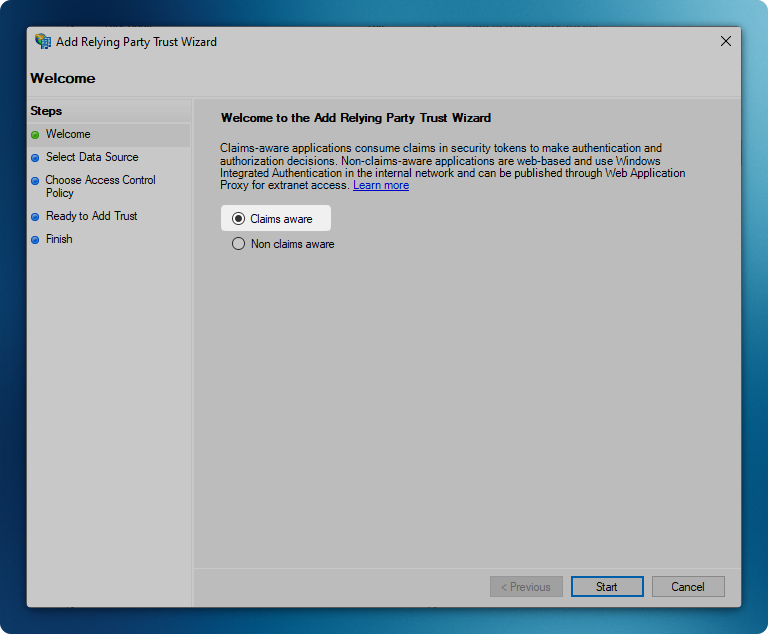 Add Relying Party Trust Wizard
Welcome
Steps
Welcome
Select Data Source
Choose Access Control
Policy
Ready to Add Trust
Finish
Welcome to the Add Relying Party Trust Wizard
Claims-aware applications consume claims in security tokens to make authentication and
authorization decisions. Non-claims-aware applications are web-based and use Windows
Integrated Authentication in the internal network and can be published through Web Application
Proxy for extranet access. Learn more
Claims aware
Non claims aware
< Previous
Start
Cancel